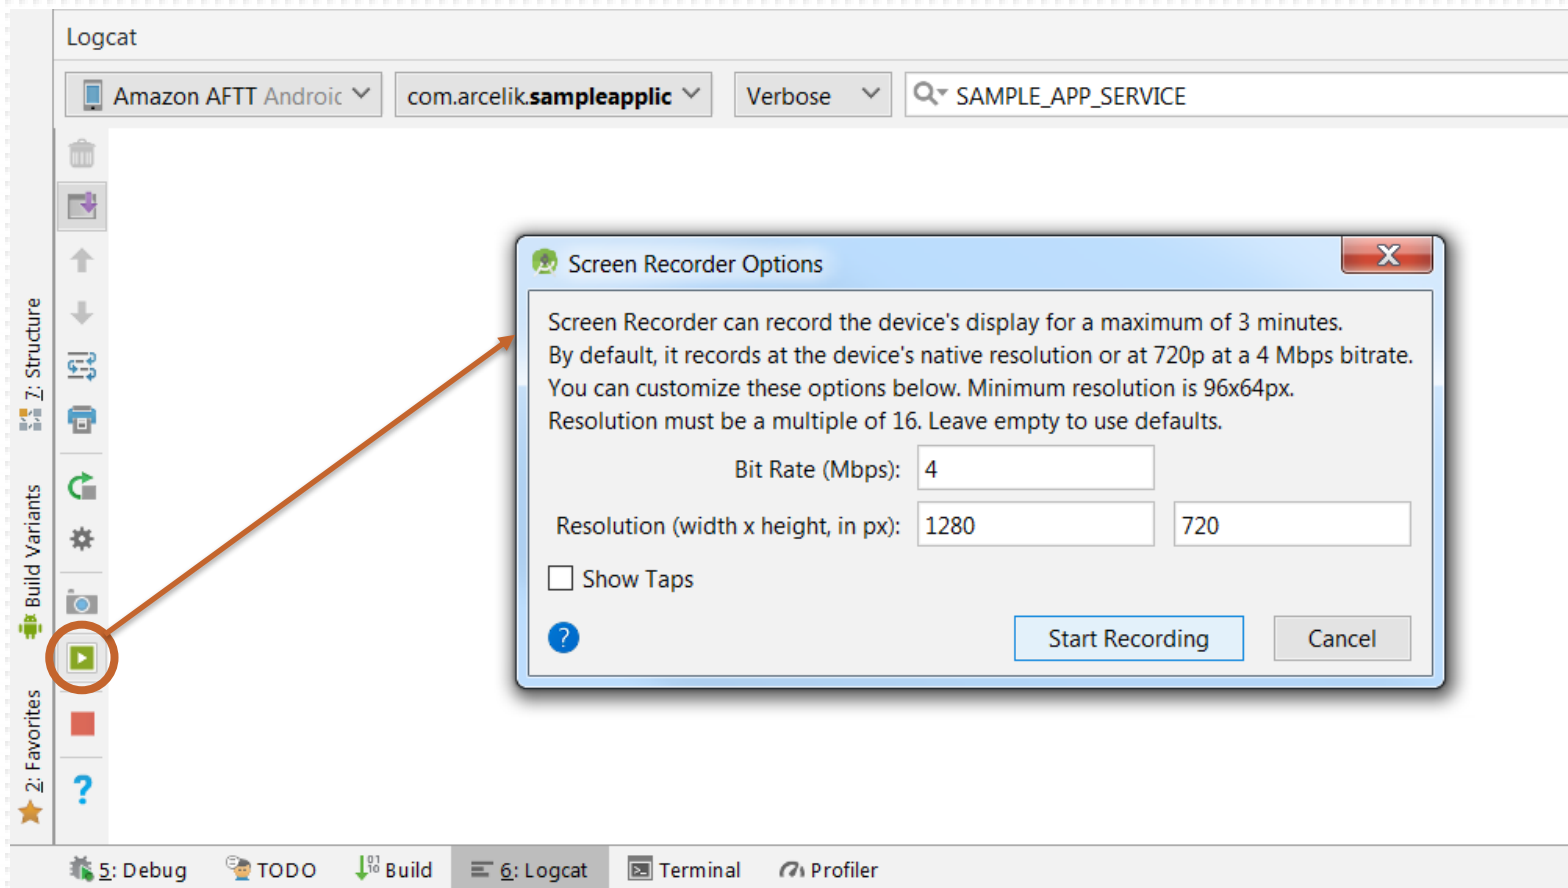 Logcat
Amazon AFTT Android
com.arcelik.sampleapplic
Verbose
SAMPLE_APP_SERVICE
Screen Recorder Options
X
Screen Recorder can record the device's display for a maximum of 3 minutes.
By default, it records at the device's native resolution or at 720p at a 4 Mbps bitrate.
You can customize these options below. Minimum resolution is 96x64px.
Resolution must be a multiple of 16. Leave empty to use defaults.
Bit Rate (Mbps): 4
Resolution (width x height, in px): 1280 720
Show Taps
? Start Recording Cancel
7: Structure
Build Variants
2: Favorites
?
5: Debug TODO Build 6: Logcat Terminal Profiler